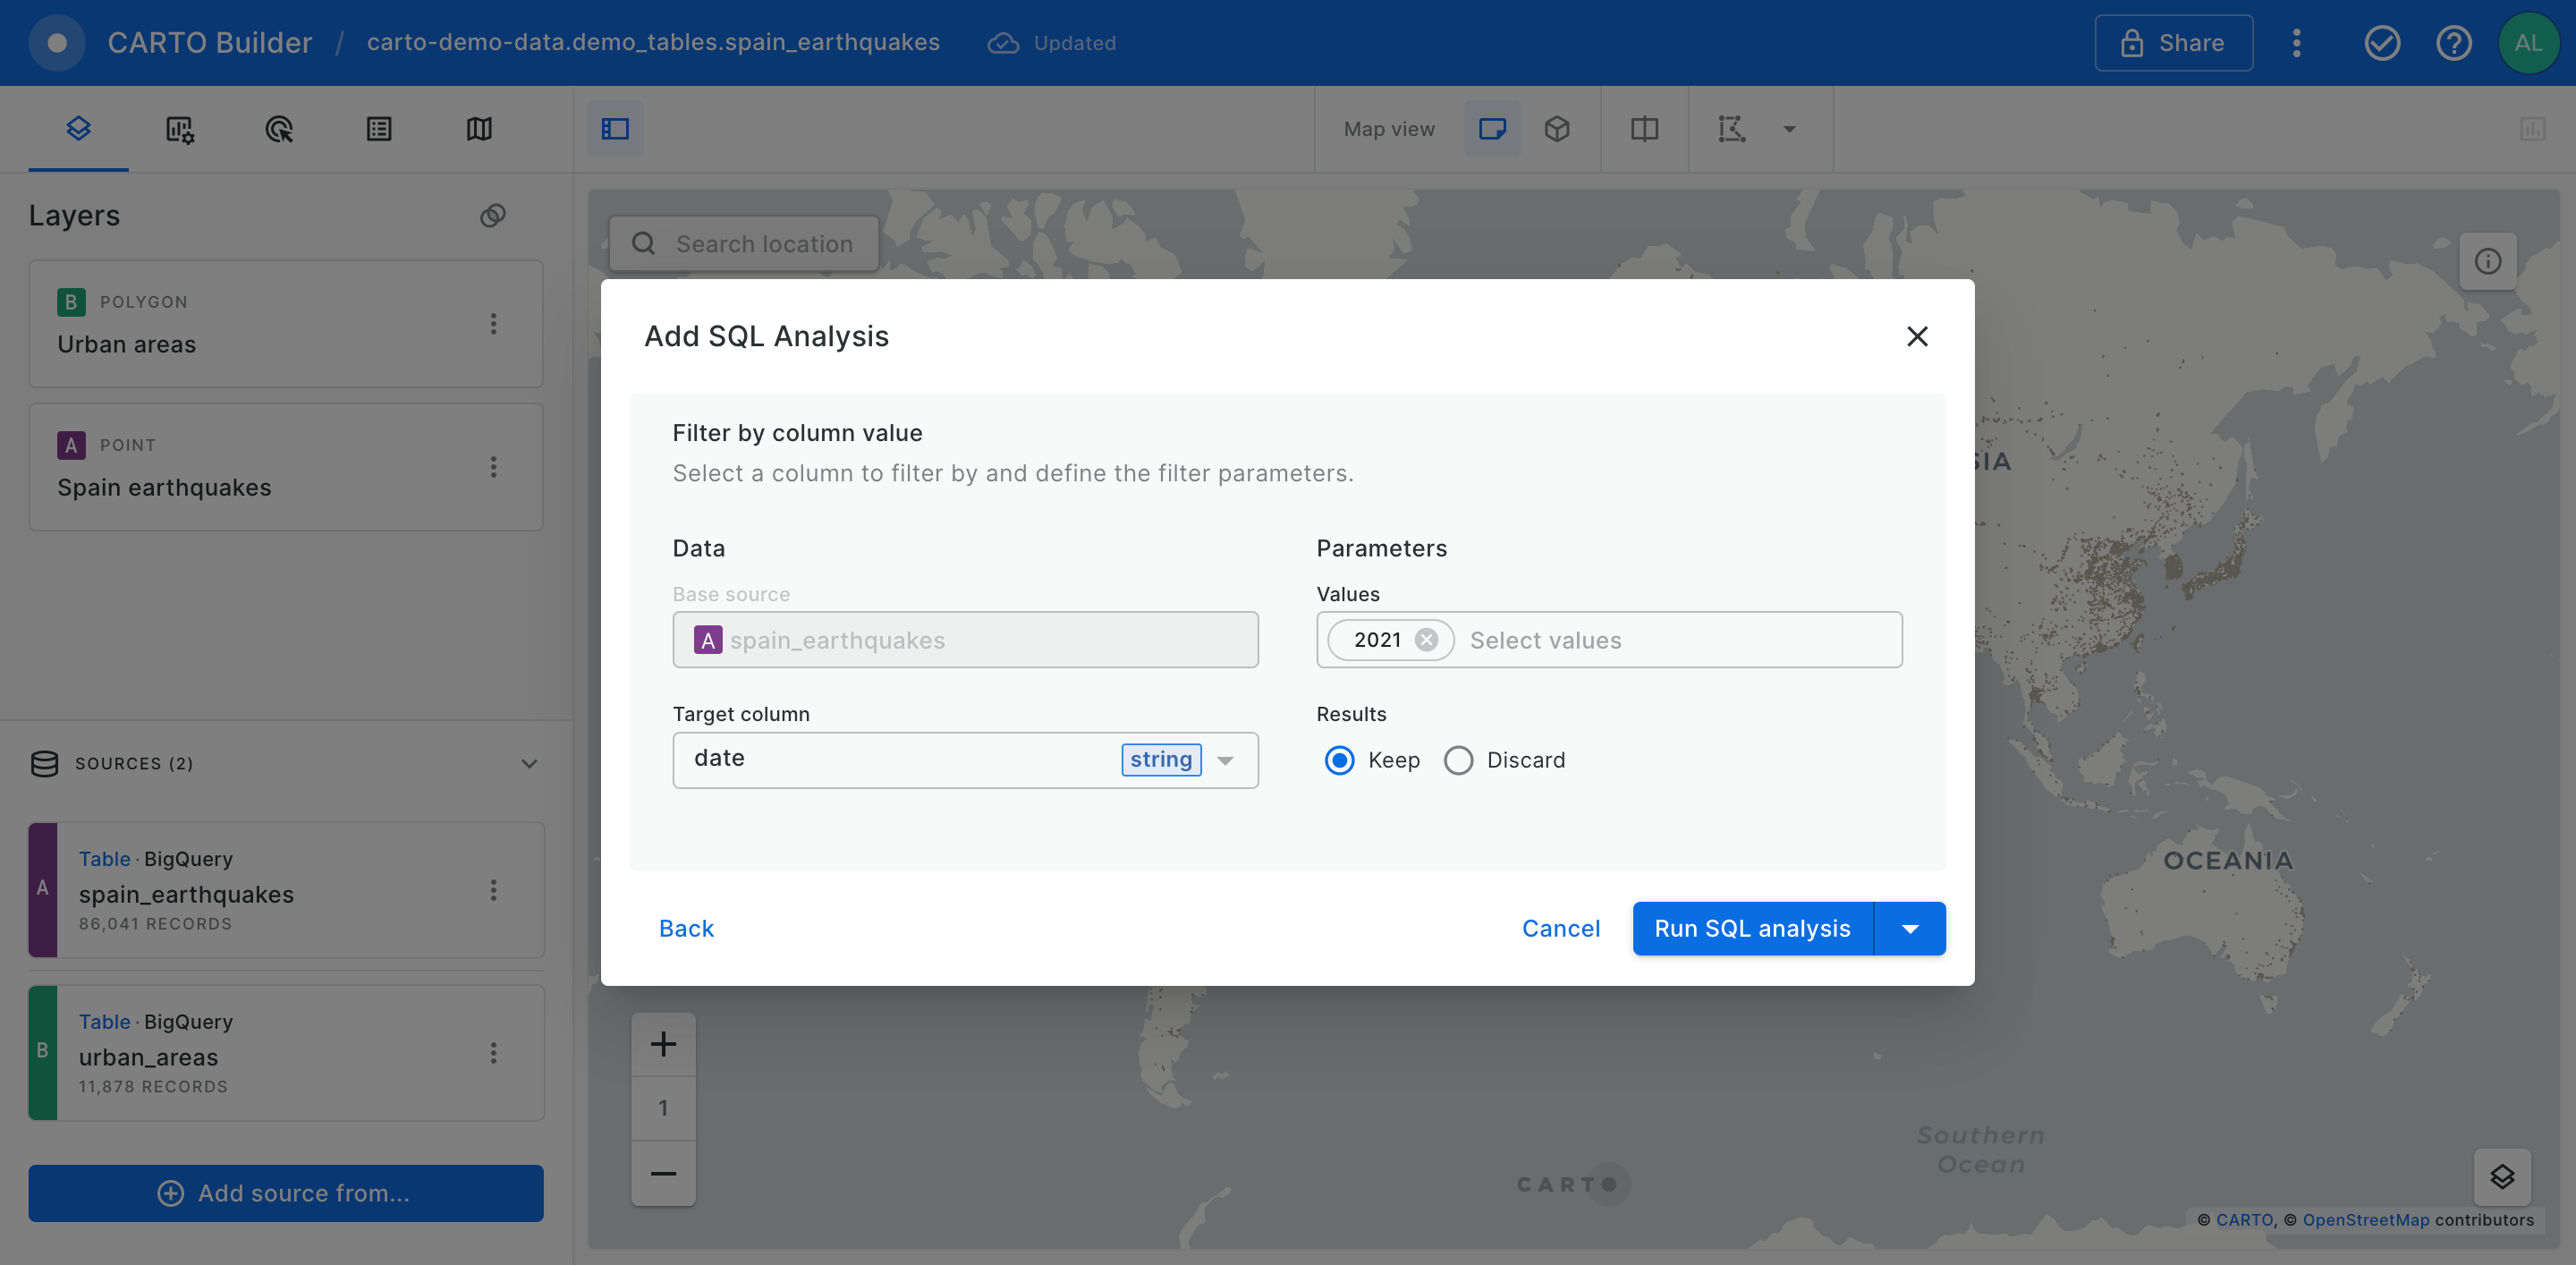 CARTO Builder / carto-demo-data.demo_tables.spain_earthquakes Updated Share AL
Map view
Layers
Search location
B POLYGON
Urban areas
A POINT
Spain earthquakes
SOURCES (2)
A
Table · BigQuery
spain_earthquakes
86,041 RECORDS
B
Table · BigQuery
urban_areas
11,878 RECORDS
Add source from...
Add SQL Analysis
Filter by column value
Select a column to filter by and define the filter parameters.
Data
Base source
A spain_earthquakes
Target column
date string
Parameters
Values
2021 Select values
Results
Keep Discard
Back Cancel Run SQL analysis
OCEANIA
1
Southern
Ocean
CARTO
© CARTO, © OpenStreetMap contributors